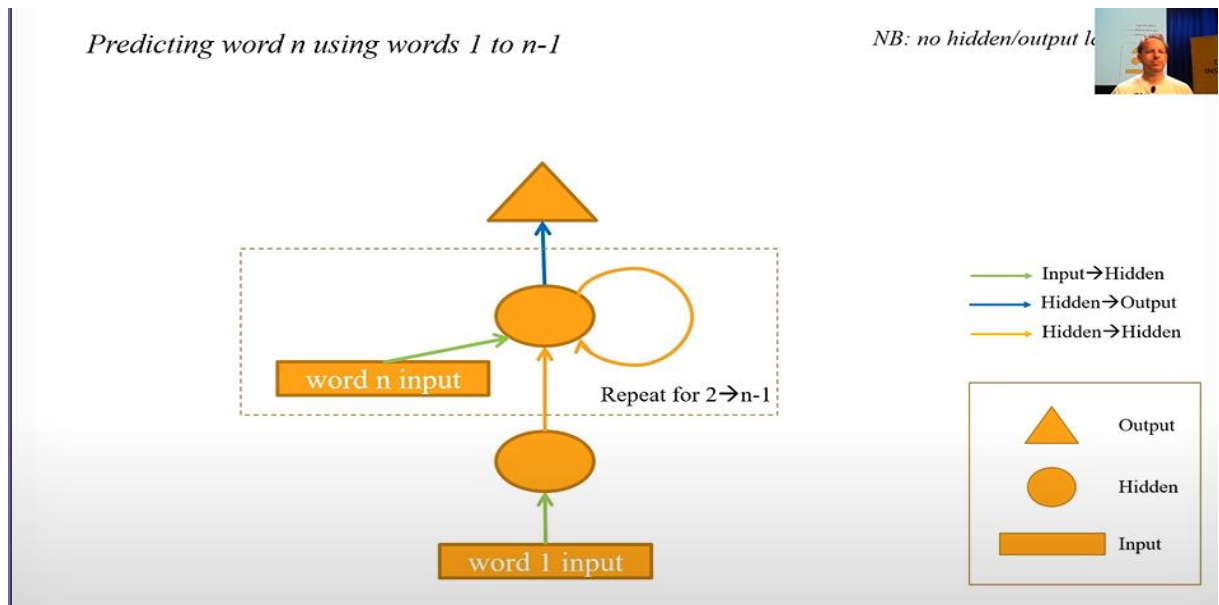 Predicting word n using words 1 to n-1
NB: no hidden/output
Input→Hidden
Hidden→Output
Hidden→Hidden
word n input
Repeat for 2→n-1
word 1 input
Output
Hidden
Input